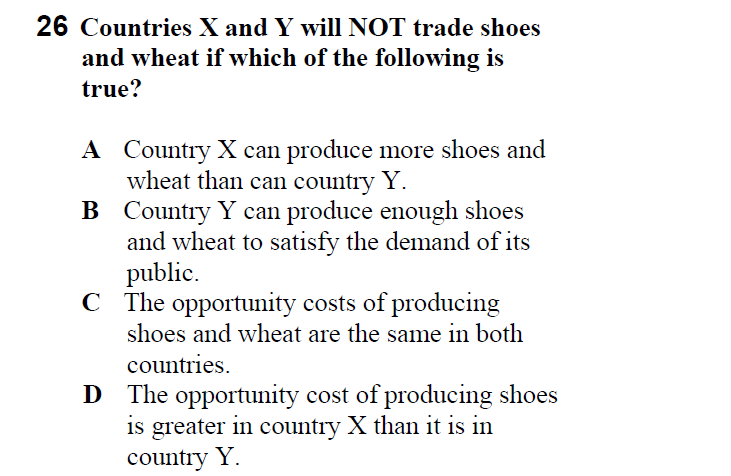 26 Countries X and Y will NOT trade shoes
and wheat if which of the following is
true?
A Country X can produce more shoes and
wheat than can country Y.
B Country Y can produce enough shoes
and wheat to satisfy the demand of its
public.
C The opportunity costs of producing
shoes and wheat are the same in both
countries.
D The opportunity cost of producing shoes
is greater in country X than it is in
country Y.